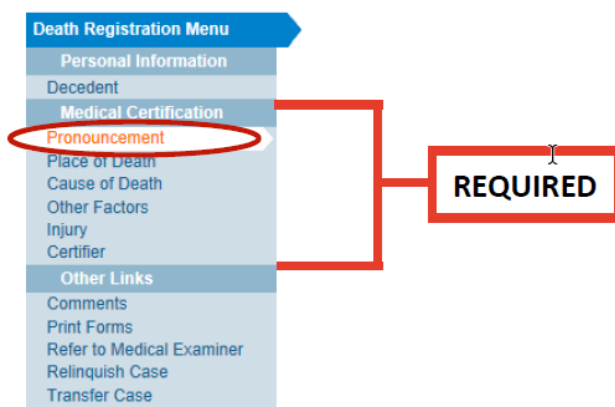 Death Registration Menu
Personal Information
Decedent
Medical Certification
Pronouncement
Place of Death
Cause of Death
Other Factors
Injury
Certifier
Other Links
Comments
Print Forms
Refer to Medical Examiner
Relinquish Case
Transfer Case
REQUIRED